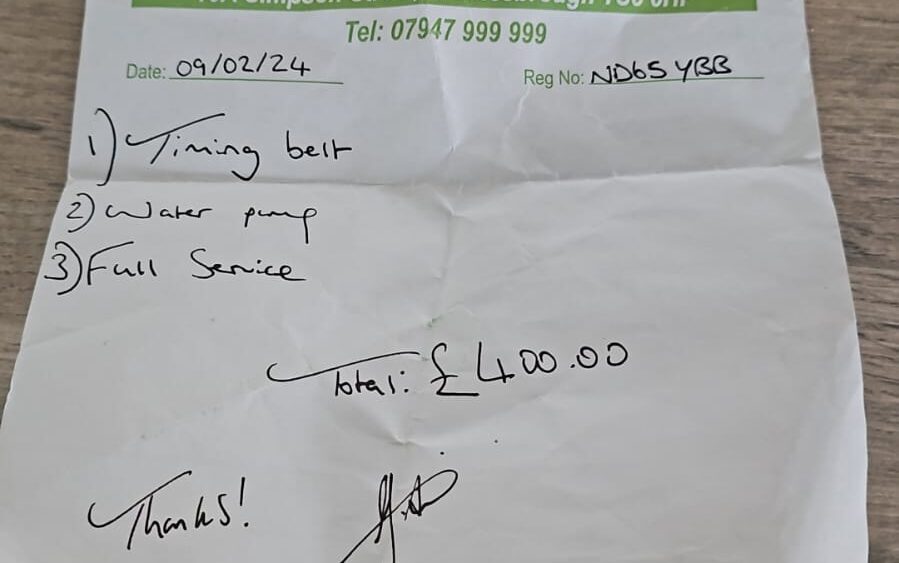 Tel: 07947 999 999
Date: 09/02/24 Reg No: ND65 YBB
1) Timing belt
2) Water pump
3) Full Service
Total: £400.00
Thanks!